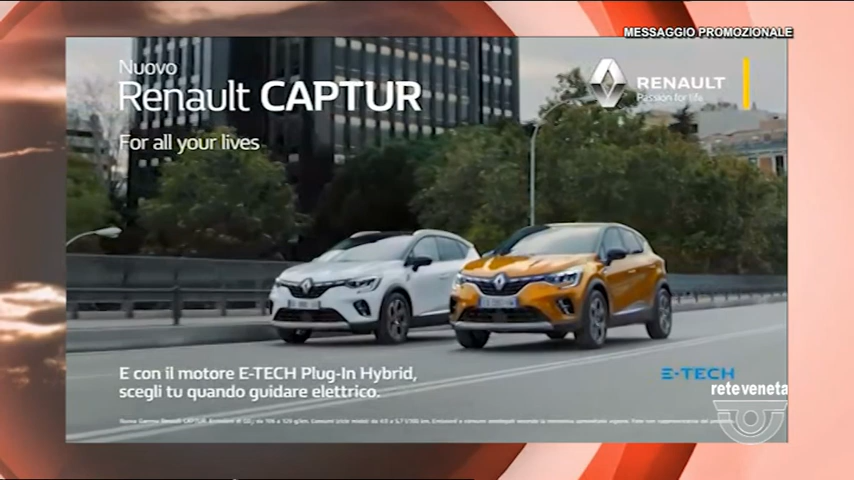 MESSAGGIO PROMOZIONALE
Nuovo
Renault CAPTUR
For all your lives
RENAULT
Passion for life
E con il motore E-TECH Plug-In Hybrid,
scegli tu quando guidare elettrico.
E-TECH
reteveneta